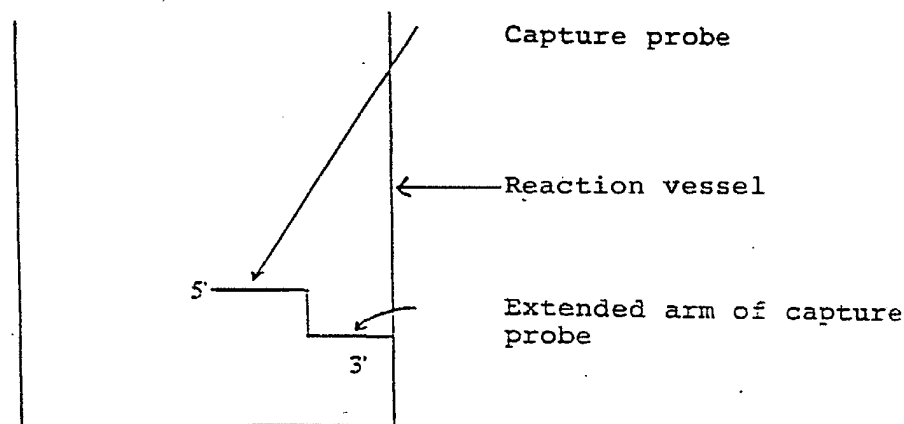 Capture probe
Reaction vessel
5'
Extended arm of capture
probe
3'